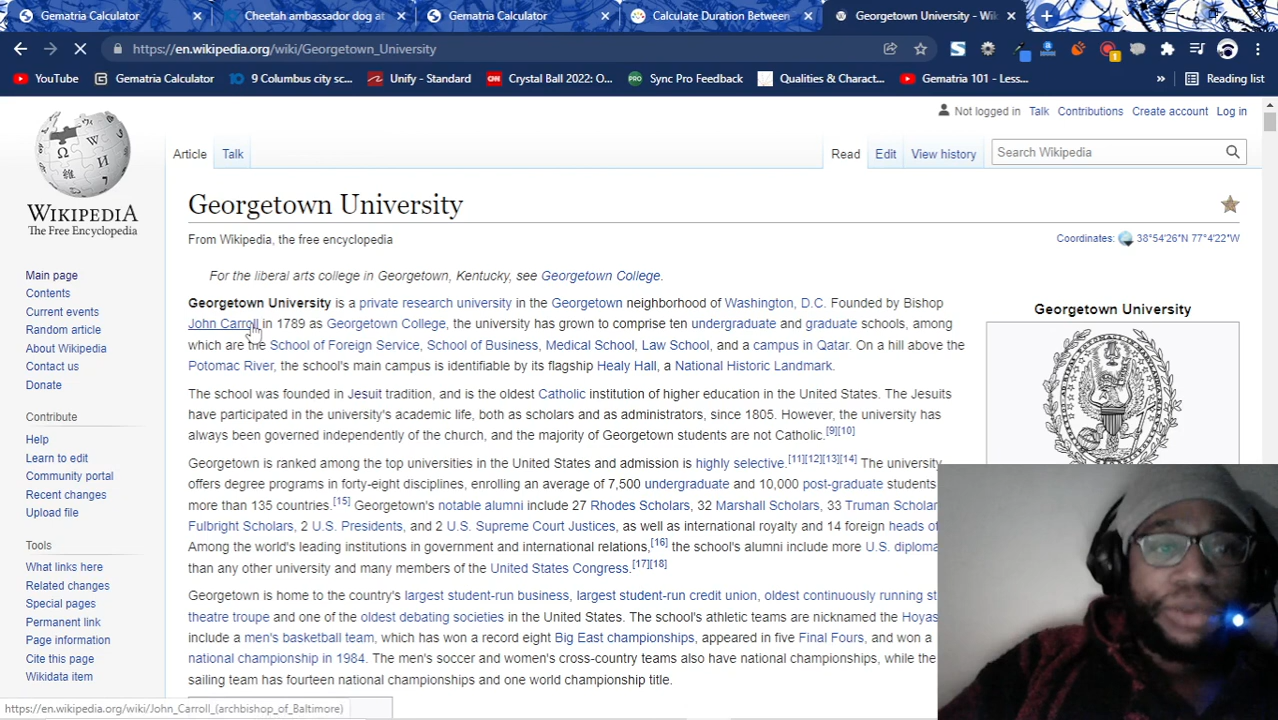 Gematria Calculator
Cheetah ambassador dog at
Gematria Calculator
Calculate Duration Between
Georgetown University - Wik
https://en.wikipedia.org/wiki/Georgetown_University
YouTube
Gematria Calculator
9 Columbus city sc...
Unify - Standard
Crystal Ball 2022: O...
Sync Pro Feedback
Qualities & Charact...
Gematria 101 - Less...
»
Reading list
Not logged in Talk Contributions Create account Log in
Article Talk
Read Edit View history
Search Wikipedia
WIKIPEDIA
The Free Encyclopedia
Main page
Contents
Current events
Random article
About Wikipedia
Contact us
Donate
Contribute
Help
Learn to edit
Community portal
Recent changes
Upload file
Tools
What links here
Related changes
Special pages
Permanent link
Page information
Cite this page
Wikidata item
Georgetown University
From Wikipedia, the free encyclopedia
Coordinates: 38°54′26″N 77°4′22″W
For the liberal arts college in Georgetown, Kentucky, see Georgetown College.
Georgetown University is a private research university in the Georgetown neighborhood of Washington, D.C. Founded by Bishop
John Carroll in 1789 as Georgetown College, the university has grown to comprise ten undergraduate and graduate schools, among
which are the School of Foreign Service, School of Business, Medical School, Law School, and a campus in Qatar. On a hill above the
Potomac River, the school's main campus is identifiable by its flagship Healy Hall, a National Historic Landmark.
The school was founded in Jesuit tradition, and is the oldest Catholic institution of higher education in the United States. The Jesuits
have participated in the university's academic life, both as scholars and as administrators, since 1805. However, the university has
always been governed independently of the church, and the majority of Georgetown students are not Catholic.[9][10]
Georgetown is ranked among the top universities in the United States and admission is highly selective.[11][12][13][14] The university
offers degree programs in forty-eight disciplines, enrolling an average of 7,500 undergraduate and 10,000 post-graduate students
more than 135 countries.[15] Georgetown's notable alumni include 27 Rhodes Scholars, 32 Marshall Scholars, 33 Truman Scholar
Fulbright Scholars, 2 U.S. Presidents, and 2 U.S. Supreme Court Justices, as well as international royalty and 14 foreign heads of
Among the world's leading institutions in government and international relations,[16] the school's alumni include more U.S. diploma
than any other university and many members of the United States Congress.[17][18]
Georgetown is home to the country's largest student-run business, largest student-run credit union, oldest continuously running st
theatre troupe and one of the oldest debating societies in the United States. The school's athletic teams are nicknamed the Hoyas
include a men's basketball team, which has won a record eight Big East championships, appeared in five Final Fours, and won a
national championship in 1984. The men's soccer and women's cross-country teams also have national championships, while the
sailing team has fourteen national championships and one world championship title.
Georgetown University
https://en.wikipedia.org/wiki/John_Carroll_(archbishop_of_Baltimore)